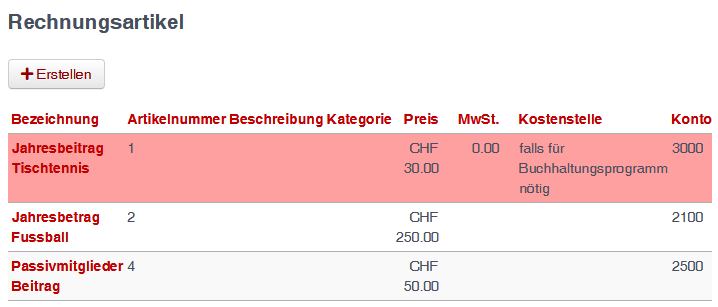 Rechnungsartikel
Erstellen
Bezeichnung Artikelnummer Beschreibung Kategorie Preis MwSt. Kostenstelle Konto
Jahresbeitrag 1 CHF 0.00 falls für 3000
Tischtennis 30.00 Buchhaltungsprogramm
nötig
Jahresbetrag 2 CHF 2100
Fussball 250.00
Passivmitglieder 4 CHF 2500
Beitrag 50.00